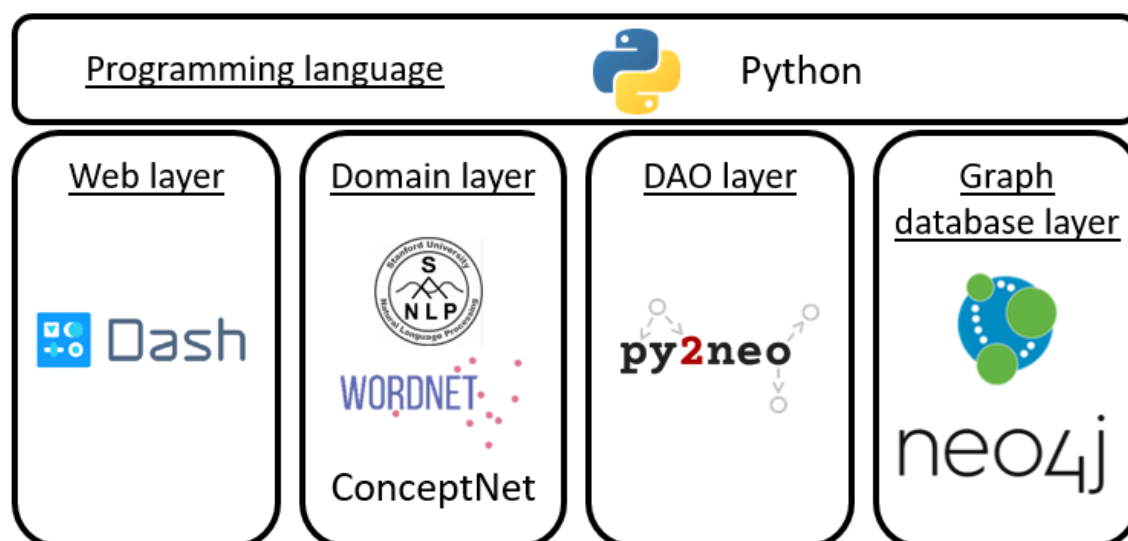 Programming language
Python
Web layer
Dash
Domain layer
Stanford University
S
NLP
Natural Language Processing
WORDNET
ConceptNet
DAO layer
py2neo
Graph
database layer
neo4j